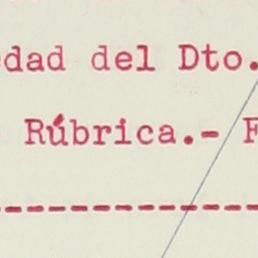 edad del Dto.
Rúbrica.- F
--------------------